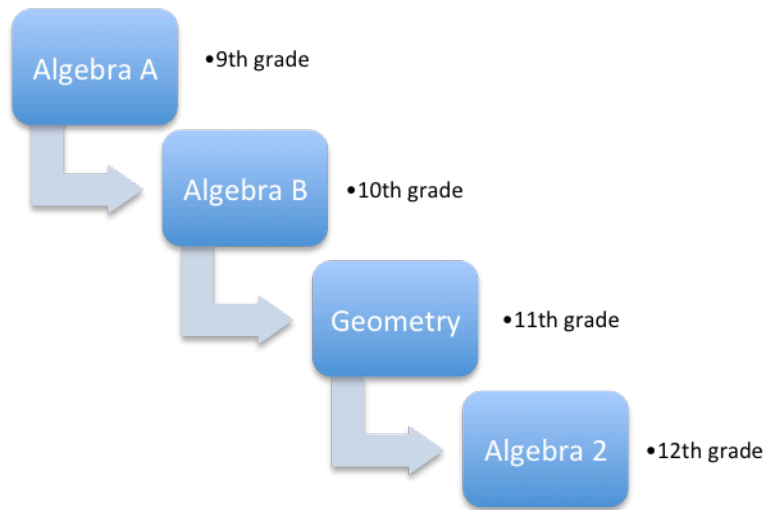 Algebra A
•9th grade
Algebra B
•10th grade
Geometry
•11th grade
Algebra 2
•12th grade